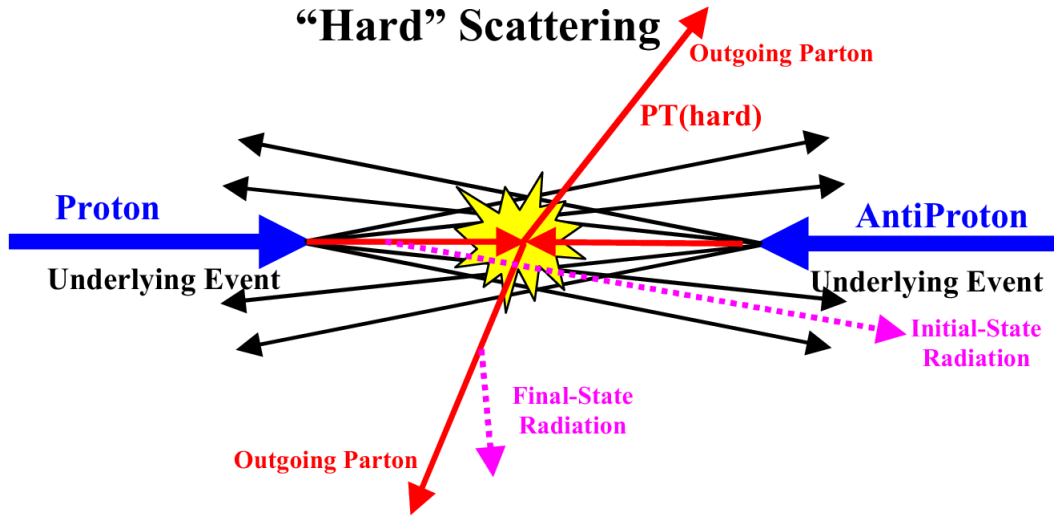 “Hard” Scattering
Outgoing Parton
PT(hard)
Proton
AntiProton
Underlying Event
Underlying Event
Initial-State
Radiation
Final-State
Radiation
Outgoing Parton